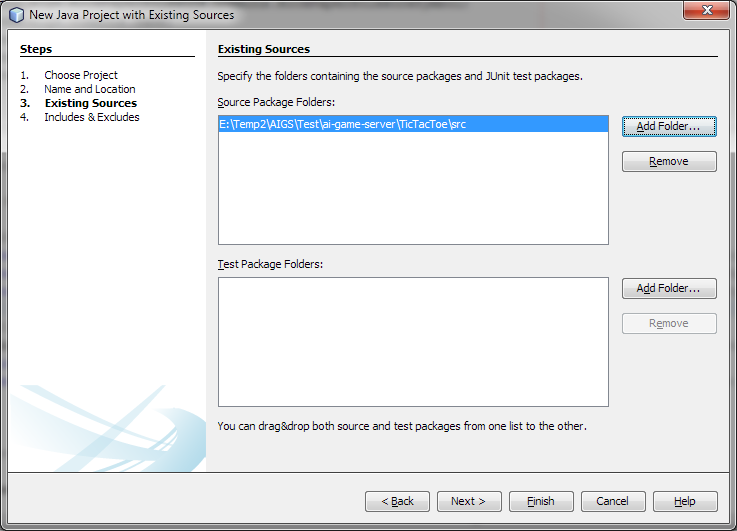 New Java Project with Existing Sources
Steps
1. Choose Project
2. Name and Location
3. Existing Sources
4. Includes & Excludes
Existing Sources
Specify the folders containing the source packages and JUnit test packages.
Source Package Folders:
E:\Temp2\AIGS\Test\ai-game-server\TicTacToe\src
Add Folder...
Remove
Test Package Folders:
Add Folder...
Remove
You can drag&drop both source and test packages from one list to the other.
< Back
Next >
Finish
Cancel
Help